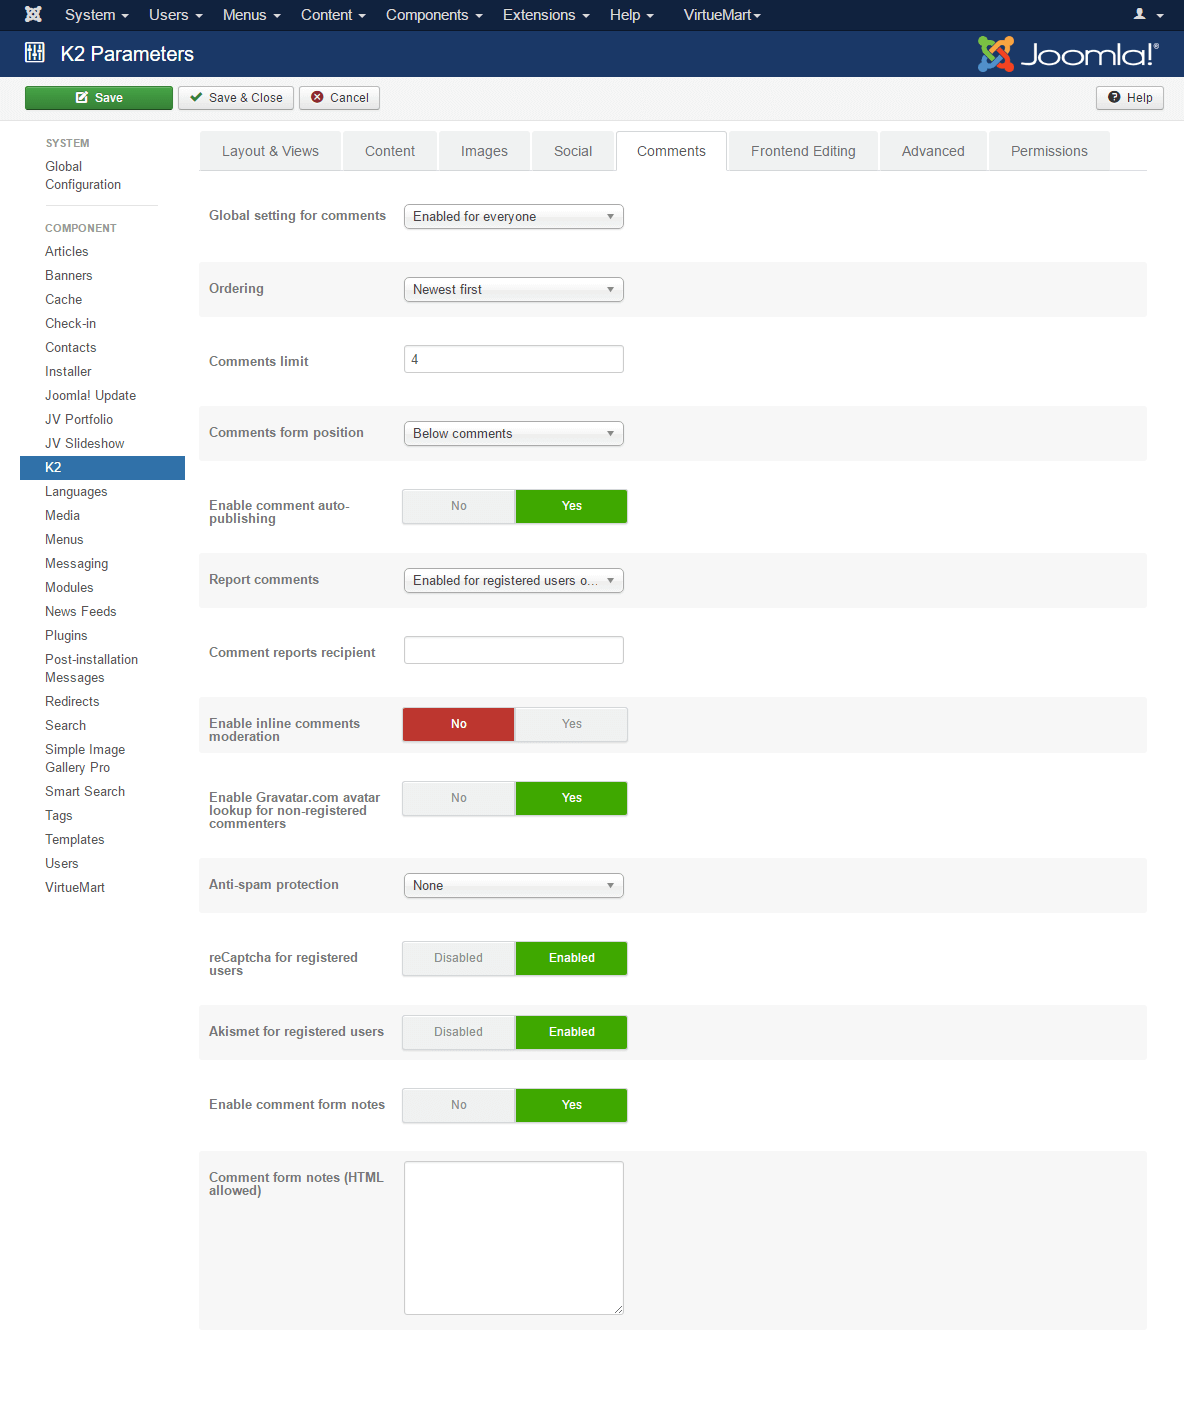 System Users Menus Content Components Extensions Help VirtueMart
K2 Parameters
Joomla!®
Save Save & Close Cancel Help
SYSTEM
Global
Configuration
COMPONENT
Articles
Banners
Cache
Check-in
Contacts
Installer
Joomla! Update
JV Portfolio
JV Slideshow
K2
Languages
Media
Menus
Messaging
Modules
News Feeds
Plugins
Post-installation
Messages
Redirects
Search
Simple Image
Gallery Pro
Smart Search
Tags
Templates
Users
VirtueMart
Layout & Views Content Images Social Comments Frontend Editing Advanced Permissions
Global setting for comments Enabled for everyone
Ordering Newest first
Comments limit 4
Comments form position Below comments
Enable comment auto-
publishing
No Yes
Report comments Enabled for registered users o...
Comment reports recipient
Enable inline comments
moderation
No Yes
Enable Gravatar.com avatar
lookup for non-registered
commenters
No Yes
Anti-spam protection None
reCaptcha for registered
users
Disabled Enabled
Akismet for registered users Disabled Enabled
Enable comment form notes No Yes
Comment form notes (HTML
allowed)